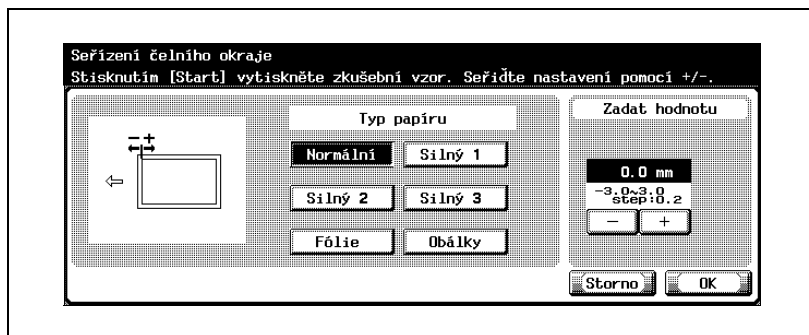 Seřízení čelního okraje
Stisknutím [Start] vytiskněte zkušební vzor. Seřiďte nastavení pomocí +/-.
Typ papíru
Zadat hodnotu
- +
Normální
Silný 1
Silný 2
Silný 3
Fólie
Obálky
0.0 mm
-3.0~3.0
step:0.2
- +
Storno
OK